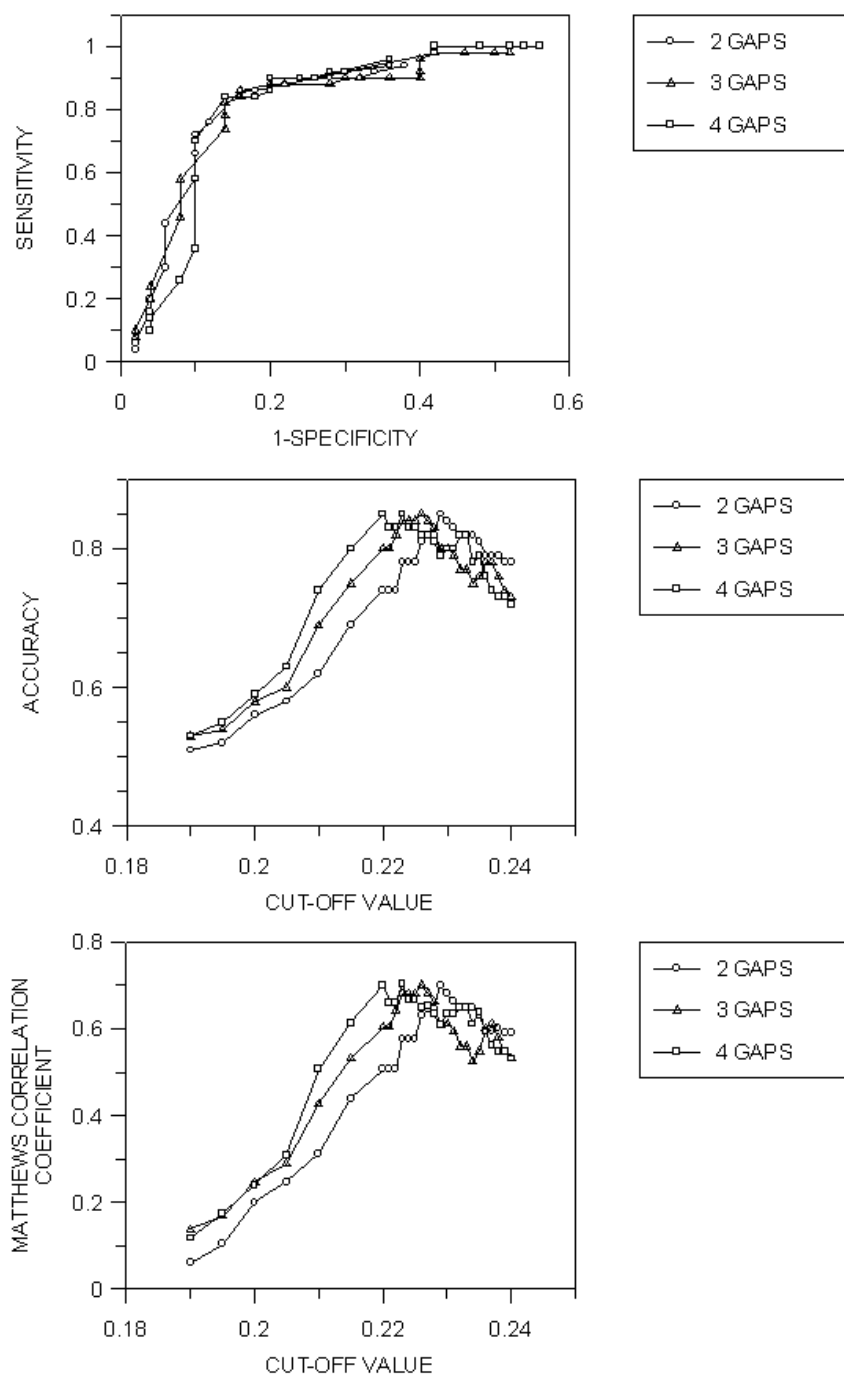 1
0.8
0.6
0.4
0.2
0
SENSITIVITY
0
0.2
0.4
0.6
1-SPECIFICITY
2 GAPS
3 GAPS
4 GAPS
0.8
0.6
0.4
ACCURACY
0.18
0.2
0.22
0.24
CUT-OFF VALUE
2 GAPS
3 GAPS
4 GAPS
0.8
0.6
0.4
0.2
0
MATTHEWS CORRELATION
COEFFICIENT
0.18
0.2
0.22
0.24
CUT-OFF VALUE
2 GAPS
3 GAPS
4 GAPS